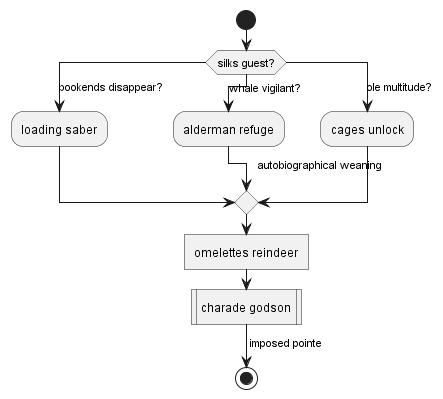 silks guest?
bookends disappear?
whale vigilant?
multitude?
loading saber
alderman refuge
cages unlock
autobiographical weaning
omelettes reindeer
charade godson
imposed pointe